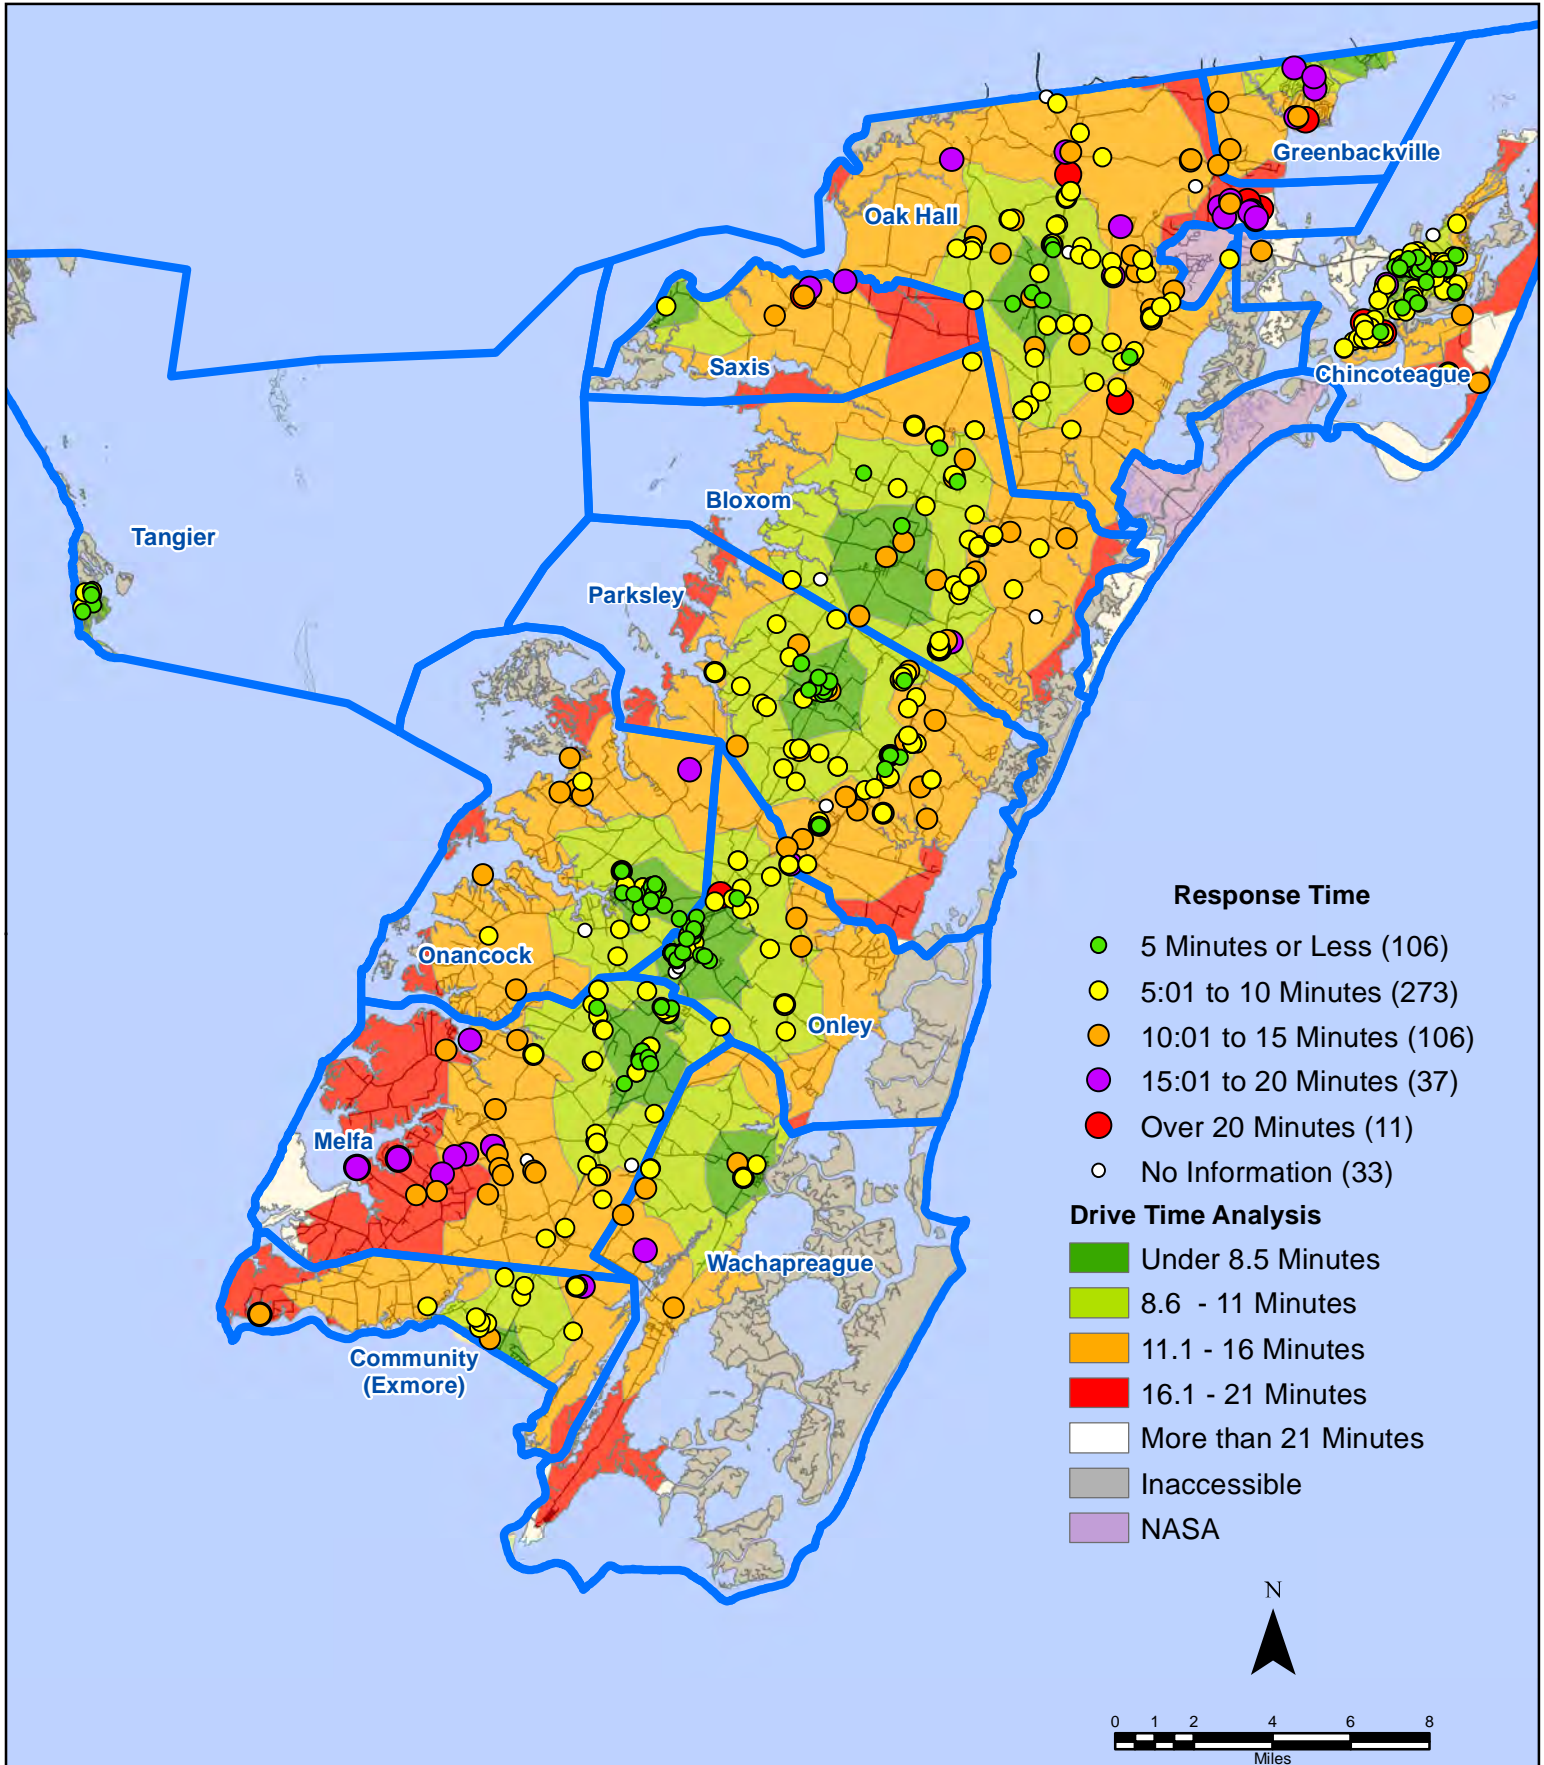 Greenbackville
Oak Hall
Saxis
Chincoteague
Bloxom
Tangier
Parksley
Onancock
Onley
Melfa
Wachapreague
Community
(Exmore)
Response Time
5 Minutes or Less (106)
5:01 to 10 Minutes (273)
10:01 to 15 Minutes (106)
15:01 to 20 Minutes (37)
Over 20 Minutes (11)
No Information (33)
Drive Time Analysis
Under 8.5 Minutes
8.6 - 11 Minutes
11.1 - 16 Minutes
16.1 - 21 Minutes
More than 21 Minutes
Inaccessible
NASA
N
0 1 2 4 6 8
Miles